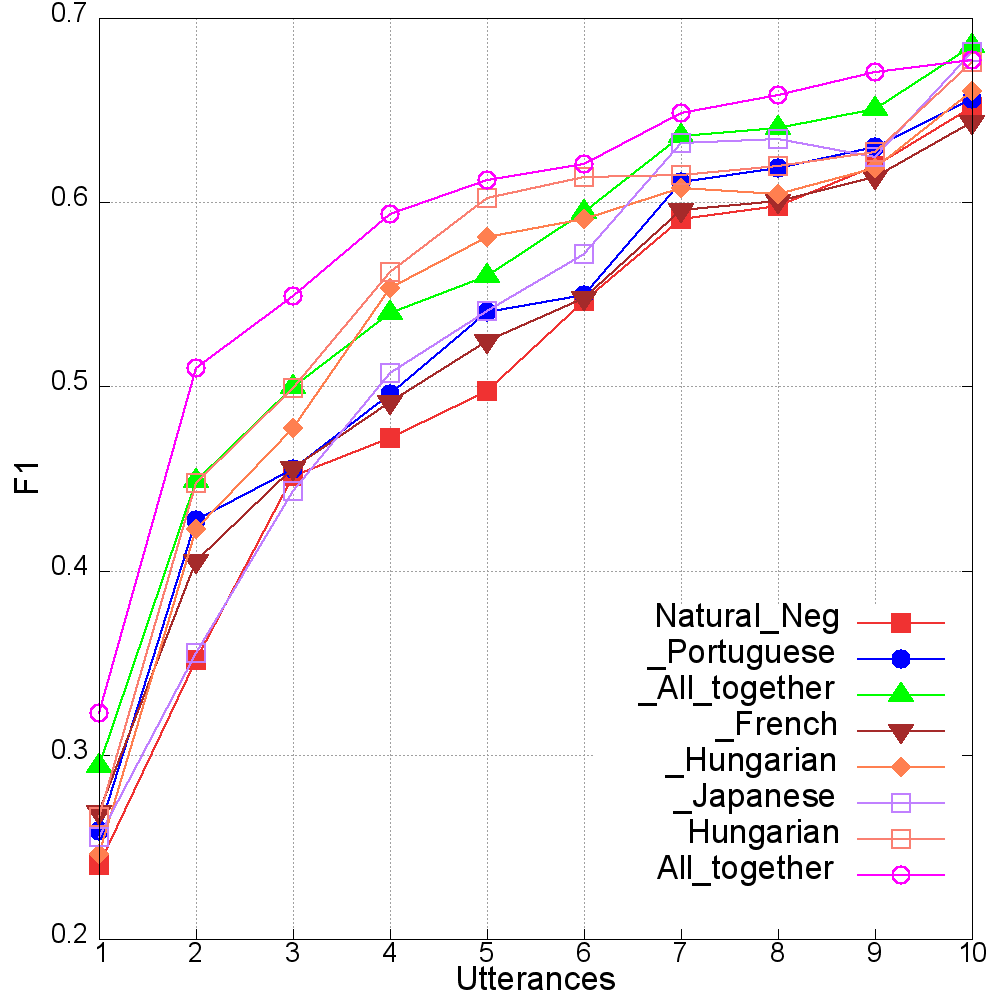 0.7
0.6
0.5
0.4
0.3
0.2
F1
Natural_Neg
_Portuguese
_All_together
_French
_Hungarian
_Japanese
Hungarian
All_together
1 2 3 4 5 6 7 8 9 10
Utterances